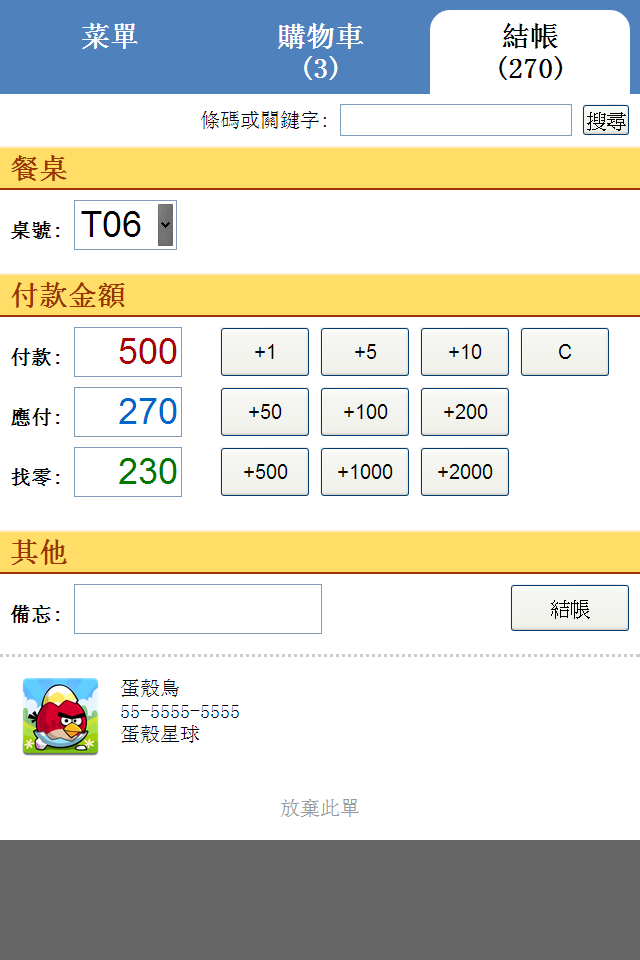 菜單
購物車
(3)
結帳
(270)
條碼或關鍵字:
搜尋
餐桌
桌號: T06
付款金額
付款: 500 +1 +5 +10 C
應付: 270 +50 +100 +200
找零: 230 +500 +1000 +2000
其他
備忘: 結帳
蛋殼鳥
55-5555-5555
蛋殼星球
放棄此單